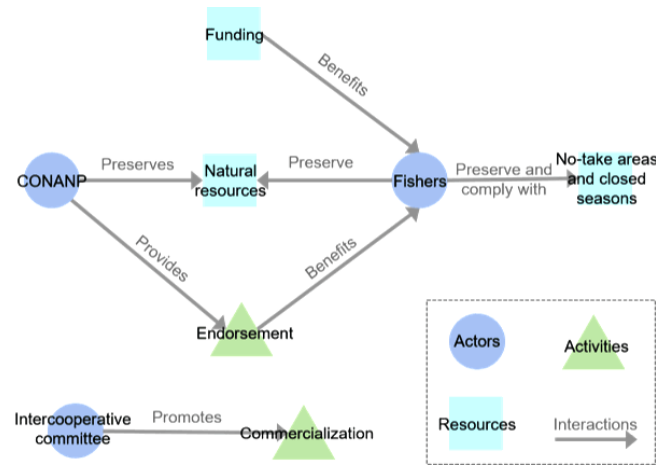 Funding
Benefits
CONANP
Preserves
Natural
resources
Preserve
Fishers
Preserve and
comply with
No-take areas
and closed
seasons
Provides
Benefits
Endorsement
Intercooperative
committee
Promotes
Commercialization
Actors
Activities
Resources
Interactions